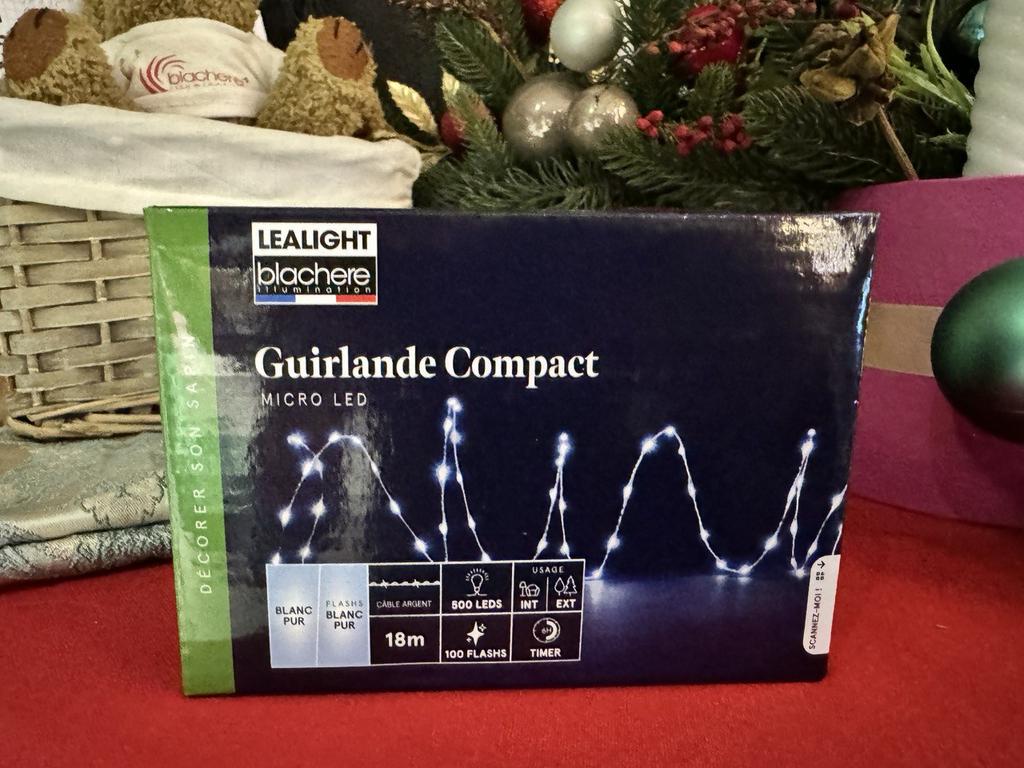 blachere
LEALIGHT
blachere
illumination
Guirlande Compact
MICRO LED
DÉCORER SON SAPIN
BLANC
PUR
FLASHS
BLANC
PUR
CÂBLE ARGENT
18m
500 LEDS
100 FLASHS
USAGE
INT
EXT
6H
TIMER
SCANNEZ-MOI !